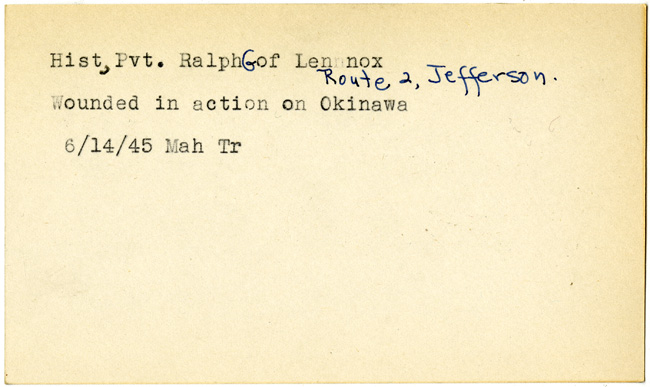 Hist, Pvt. Ralph G of Lennox
Route 2, Jefferson.
Wounded in action on Okinawa
6/14/45 Mah Tr